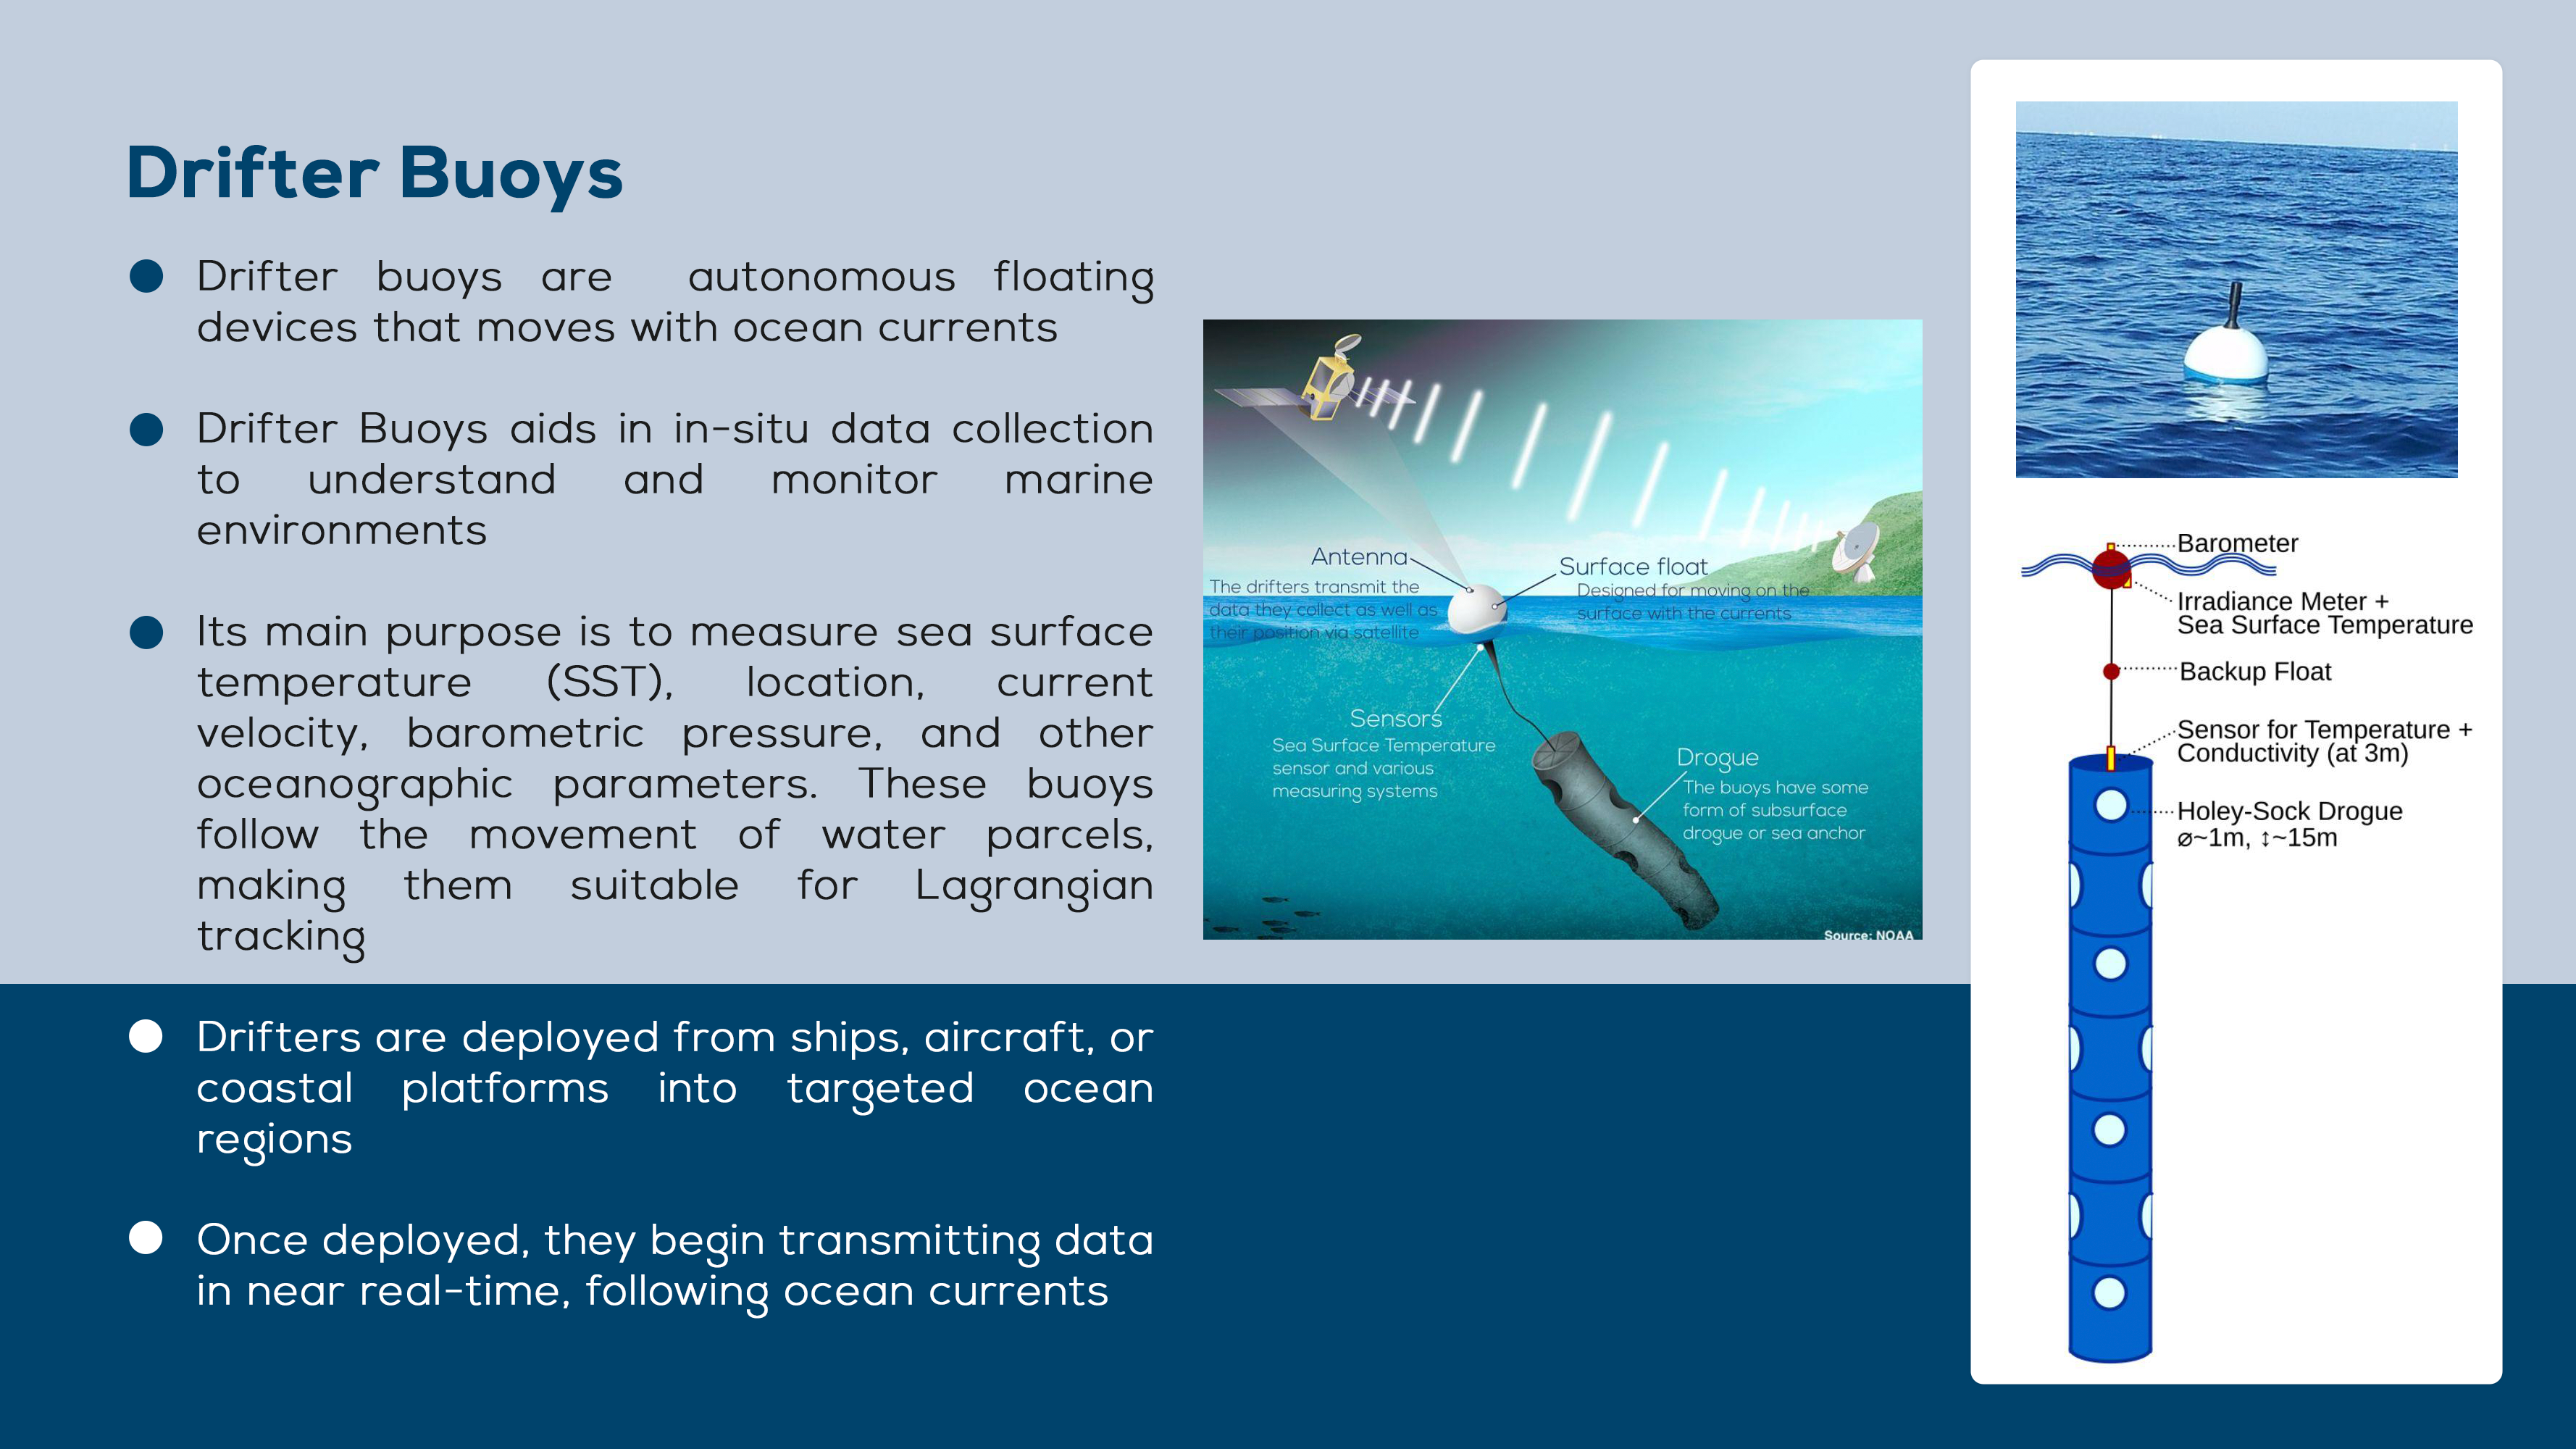 Drifter Buoys
Drifter buoys are autonomous floating
devices that moves with ocean currents
Drifter Buoys aids in in-situ data collection
to understand and monitor marine
environments
Its main purpose is to measure sea surface
temperature (SST), location, current
velocity, barometric pressure, and other
oceanographic parameters. These buoys
follow the movement of water parcels,
making them suitable for Lagrangian
tracking
Drifters are deployed from ships, aircraft, or
coastal platforms into targeted ocean
regions
Once deployed, they begin transmitting data
in near real-time, following ocean currents
Antenna
The drifters transmit the
data they collect as well as
their position via satellite
Surface float
Designed for moving on the
surface with the currents
Sensors
Sea Surface Temperature
sensor and various
measuring systems
Drogue
The buoys have some
form of subsurface
drogue or sea anchor
Source: NOAA
Barometer
Irradiance Meter +
Sea Surface Temperature
Backup Float
Sensor for Temperature +
Conductivity (at 3m)
Holey-Sock Drogue
⌀~1m, ↕~15m